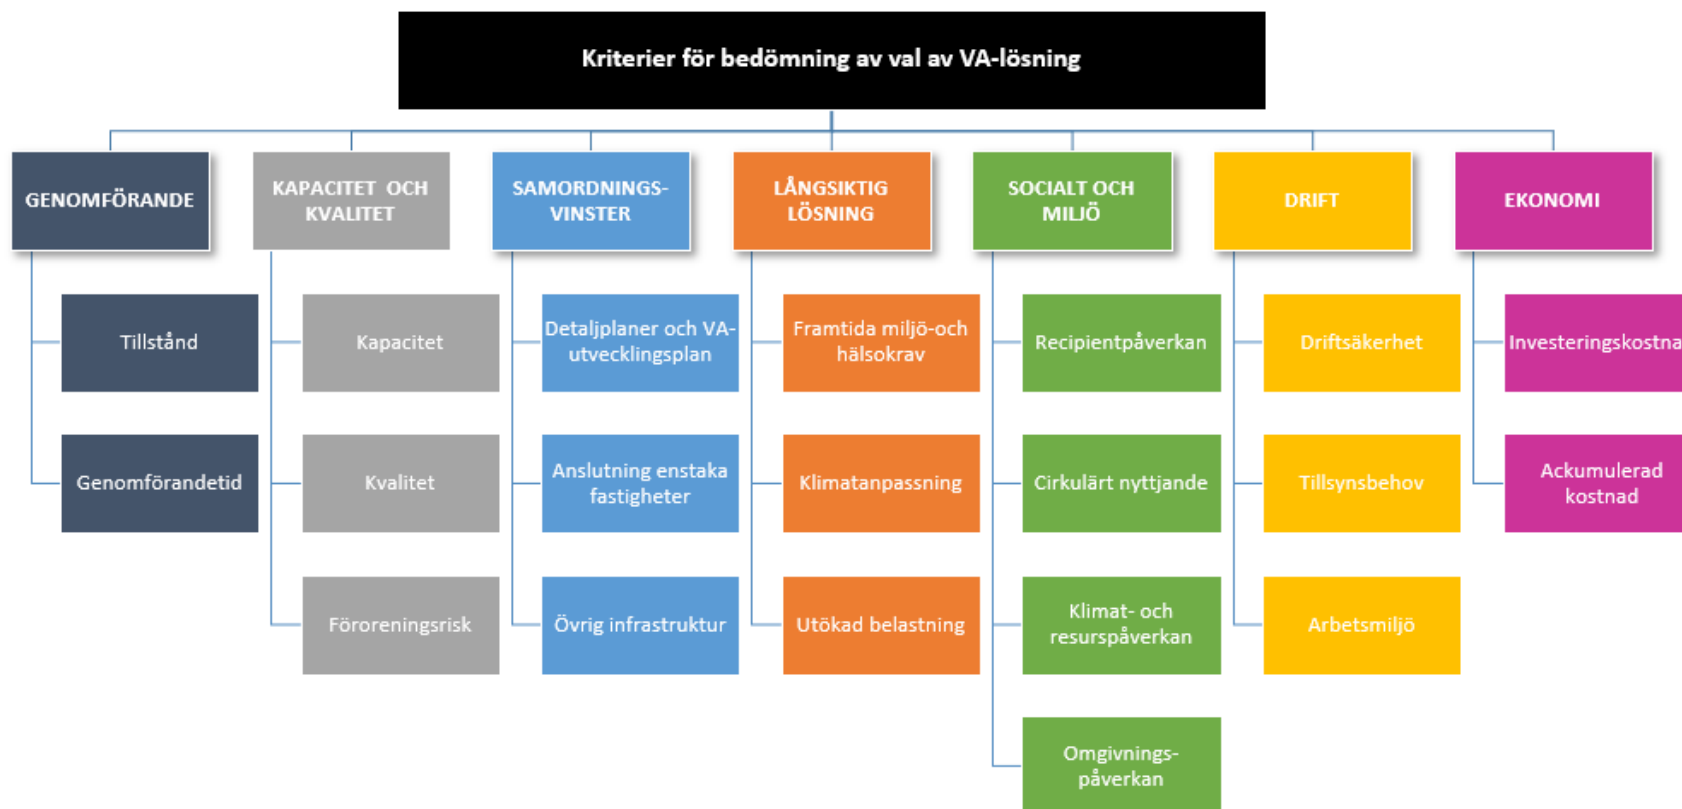 Kriterier för bedömning av val av VA-lösning
GENOMFÖRANDE
Tillstånd
Genomförandetid
KAPACITET OCH
KVALITET
Kapacitet
Kvalitet
Föroreningsrisk
SAMORDNINGS-
VINSTER
Detaljplaner och VA-
utvecklingsplan
Anslutning enstaka
fastigheter
Övrig infrastruktur
LÅNGSIKTIG
LÖSNING
Framtida miljö-och
hälsokrav
Klimatanpassning
Utökad belastning
SOCIALT OCH
MILJÖ
Recipientpåverkan
Cirkulärt nyttjande
Klimat- och
resurspåverkan
Omgivnings-
påverkan
DRIFT
Driftsäkerhet
Tillsynsbehov
Arbetsmiljö
EKONOMI
Investeringskostna
Ackumulerad
kostnad